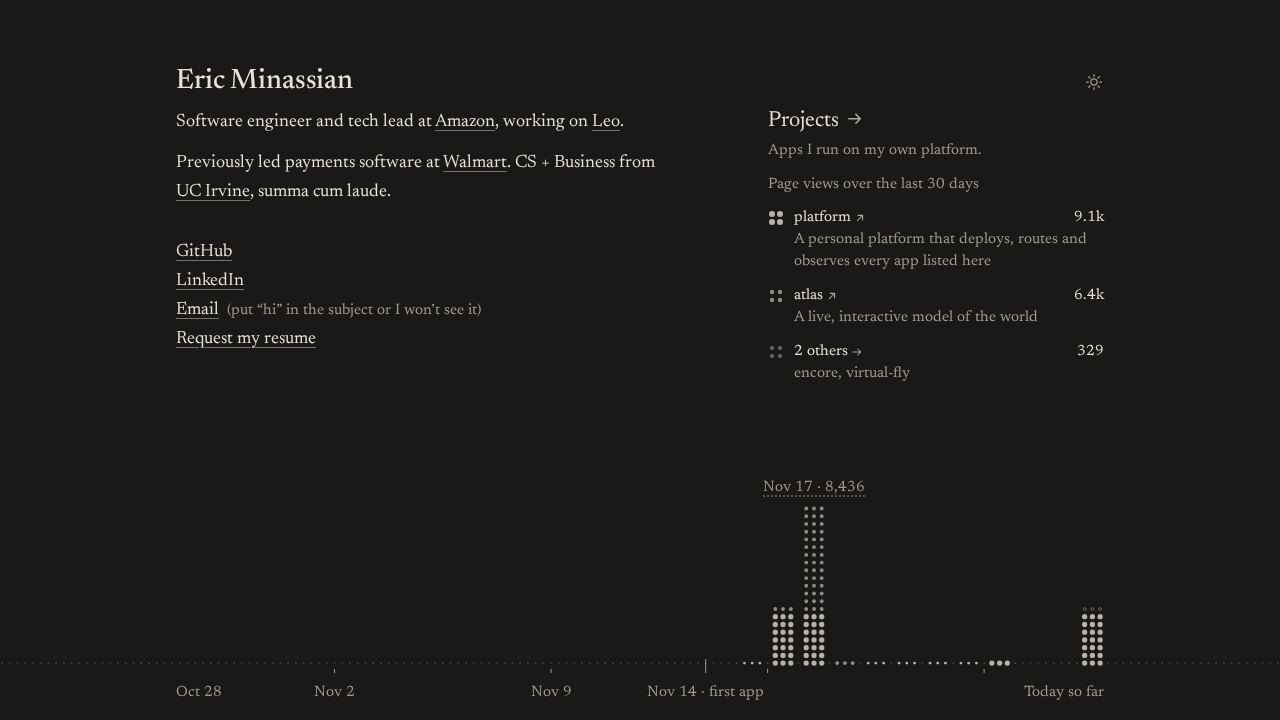 Eric Minassian
Software engineer and tech lead at Amazon, working on Leo.
Previously led payments software at Walmart. CS + Business from
UC Irvine, summa cum laude.
GitHub
LinkedIn
Email (put “hi” in the subject or I won’t see it)
Request my resume
Projects →
Apps I run on my own platform.
Page views over the last 30 days
platform ↗ 9.1k
A personal platform that deploys, routes and
observes every app listed here
atlas ↗ 6.4k
A live, interactive model of the world
2 others → 329
encore, virtual-fly
Nov 17 · 8,436
Oct 28 Nov 2 Nov 9 Nov 14 · first app Today so far